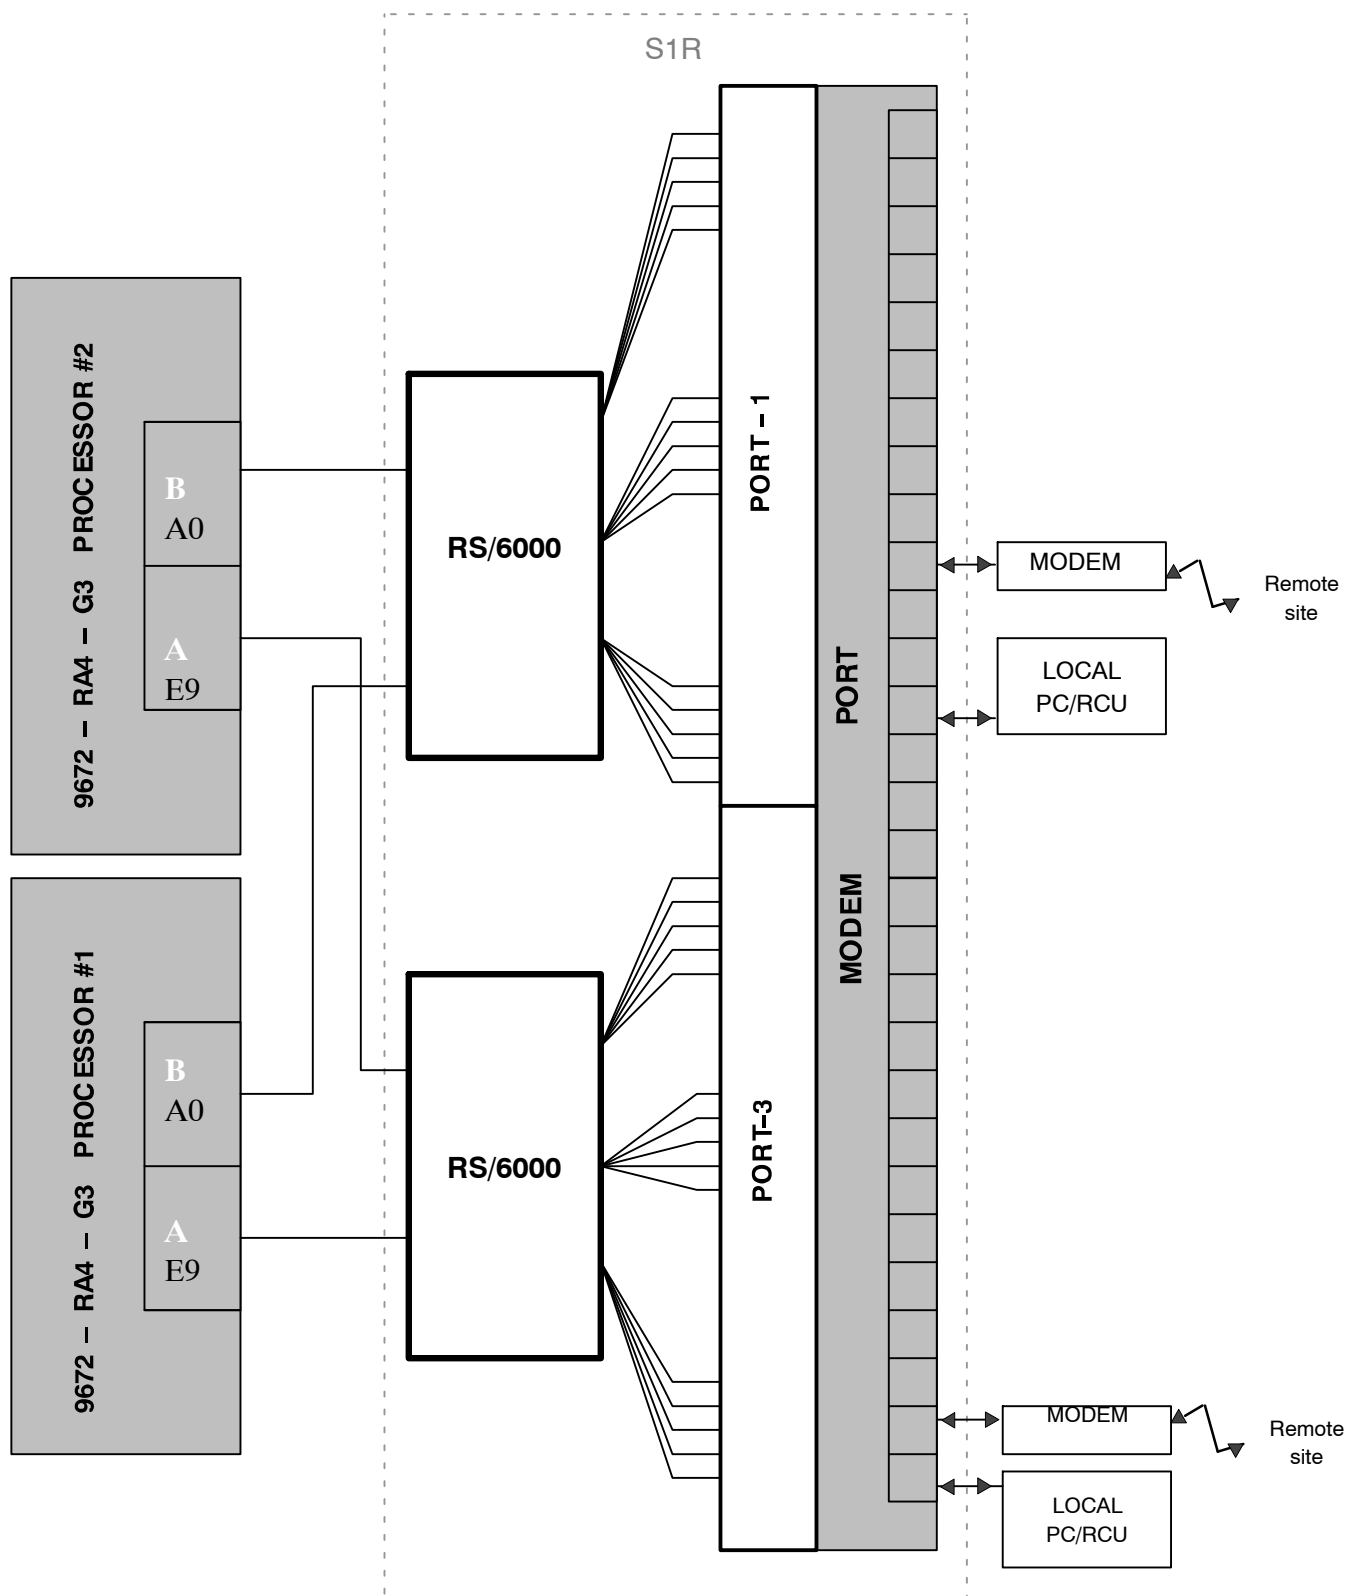 S1R
9672 – RA4 – G3 PROCESSOR #2
B
A0
A
E9
RS/6000
PORT – 1
PORT
MODEM
MODEM
Remote
site
LOCAL
PC/RCU
9672 – RA4 – G3 PROCESSOR #1
B
A0
A
E9
RS/6000
PORT–3
MODEM
Remote
site
LOCAL
PC/RCU